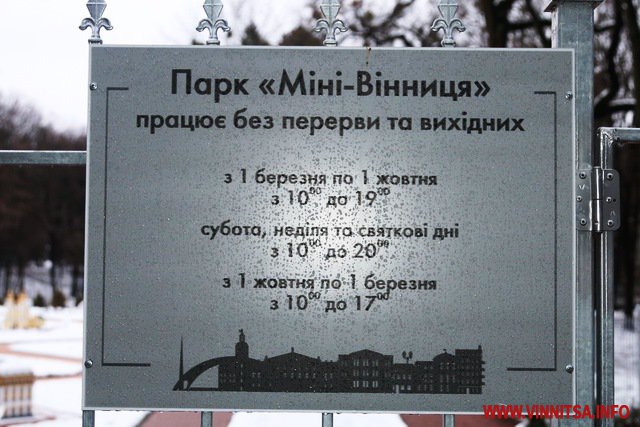 Парк «Міні-Вінниця»
працює без перерви та вихідних
з 1 березня по 1 жовтня
з 10⁰⁰ до 19⁰⁰
субота, неділя та святкові дні
з 10⁰⁰ до 20⁰⁰
з 1 жовтня по 1 березня
з 10⁰⁰ до 17⁰⁰
WWW.VINNITSA.INFO